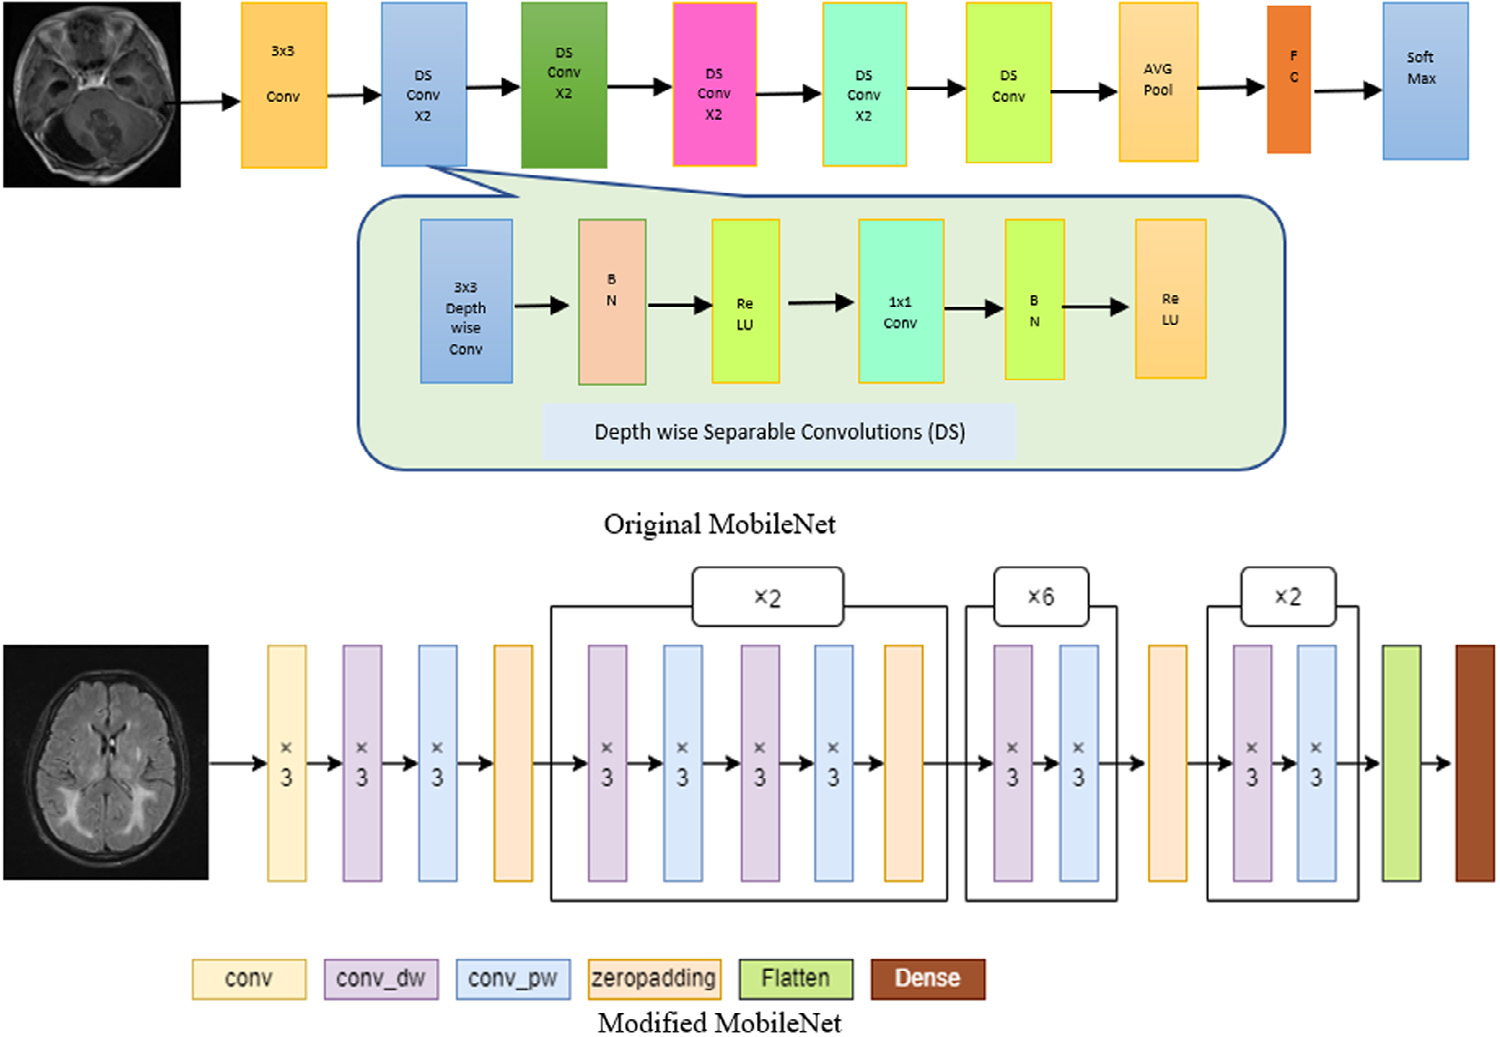 3x3
Conv
DS
Conv
X2
DS
Conv
X2
DS
Conv
X2
DS
Conv
X2
DS
Conv
AVG
Pool
F
C
Soft
Max
3x3
Depth
wise
Conv
B
N
Re
LU
1x1
Conv
B
N
Re
LU
Depth wise Separable Convolutions (DS)
Original MobileNet
×2
×6
×2
×
3
×
3
×
3
×
3
×
3
×
3
×
3
×
3
×
3
×
3
×
3
conv
conv_dw
conv_pw
zeropadding
Flatten
Dense
Modified MobileNet